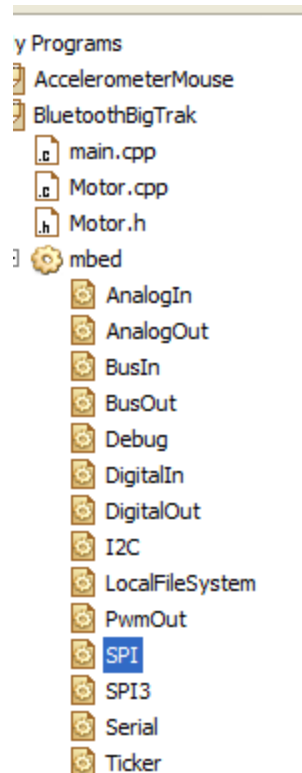 y Programs
AccelerometerMouse
BluetoothBigTrak
.c main.cpp
.c Motor.cpp
.h Motor.h
mbed
AnalogIn
AnalogOut
BusIn
BusOut
Debug
DigitalIn
DigitalOut
I2C
LocalFileSystem
PwmOut
SPI
SPI3
Serial
Ticker